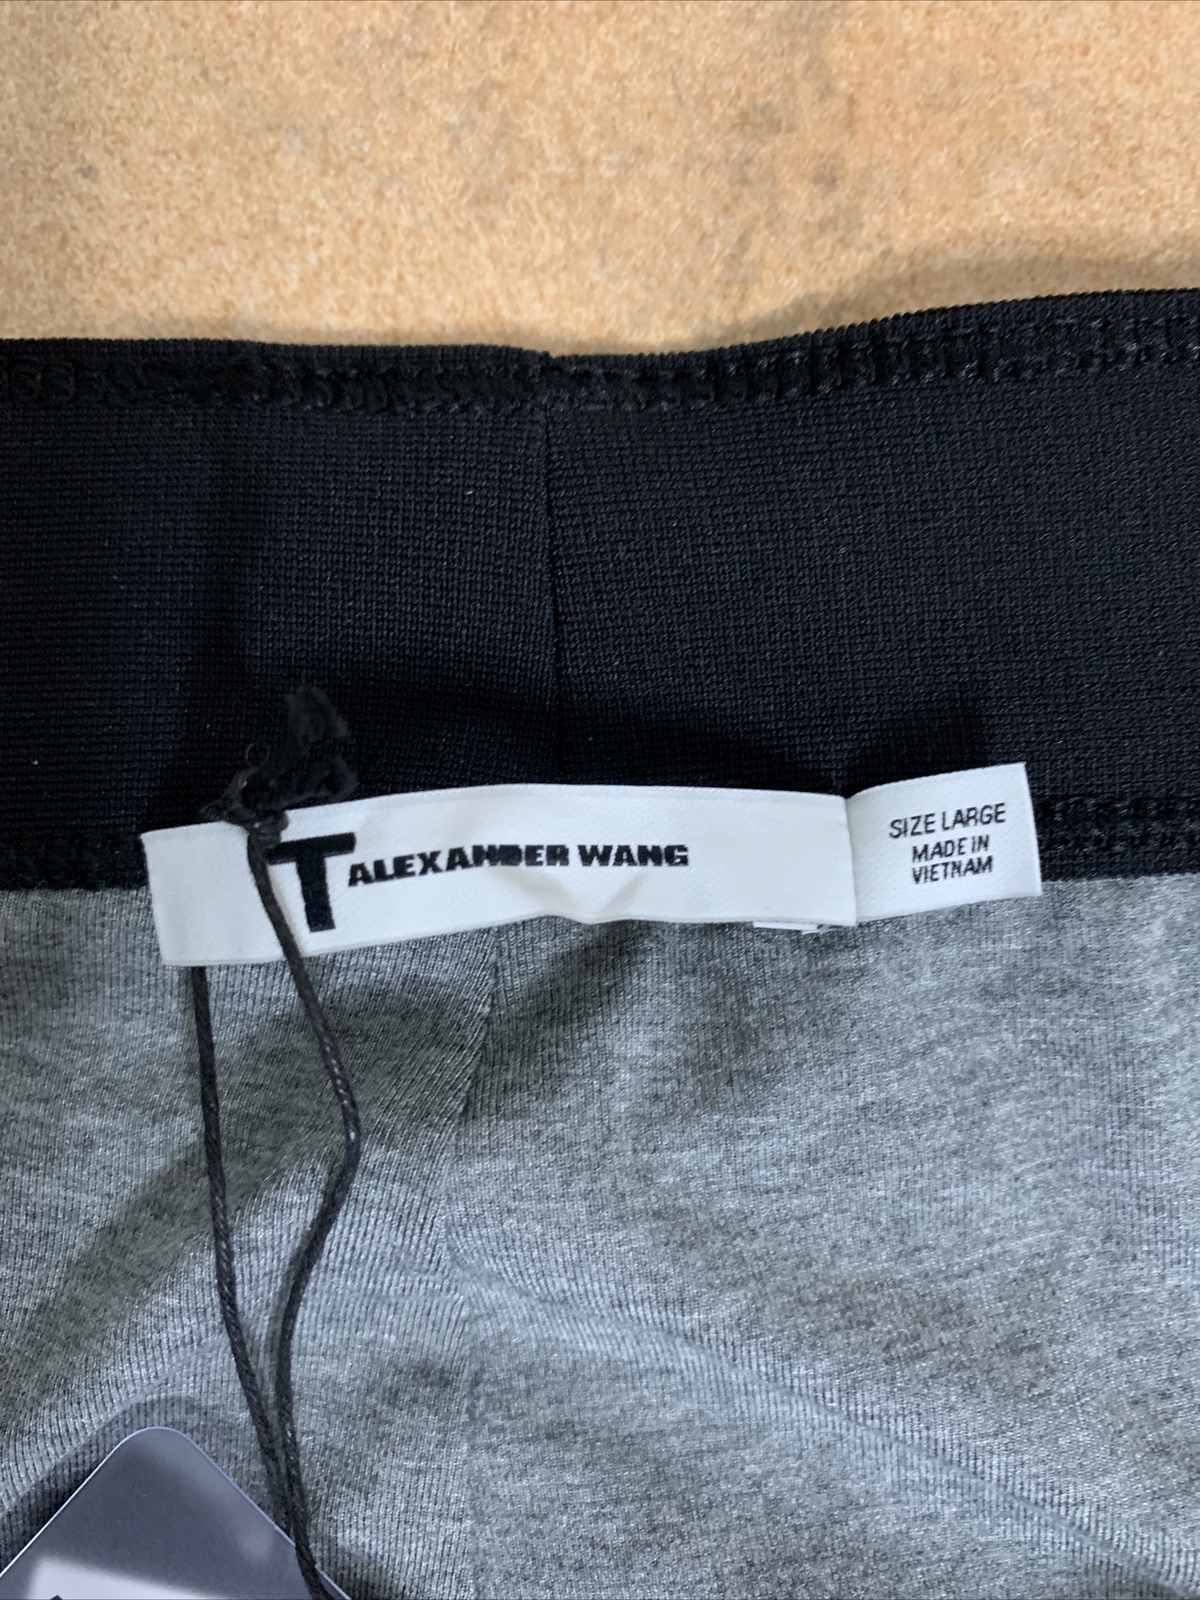 T ALEXANDER WANG
SIZE LARGE
MADE IN
VIETNAM